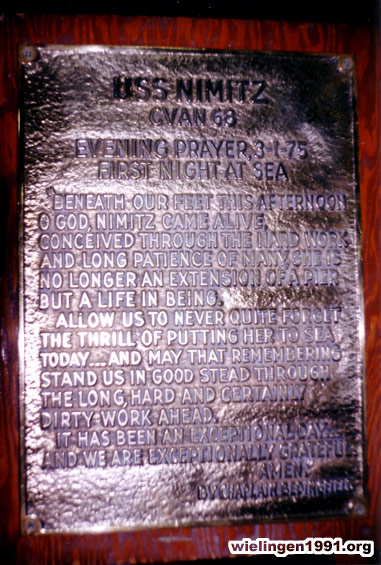 USS NIMITZ
CVAN 68
EVENING PRAYER, 3-1-75
FIRST NIGHT AT SEA
"BENEATH OUR FEET THIS AFTERNOON
O GOD, NIMITZ CAME ALIVE,
CONCEIVED THROUGH THE HARD WORK
AND LONG PATIENCE OF MANY. SHE IS
NO LONGER AN EXTENSION OF A PIER
BUT A LIFE IN BEING.
ALLOW US TO NEVER QUITE FORGET
THE THRILL OF PUTTING HER TO SEA
TODAY.... AND MAY THAT REMEMBERING
STAND US IN GOOD STEAD THROUGH
THE LONG, HARD AND CERTAINLY
DIRTY WORK AHEAD.
IT HAS BEEN AN EXCEPTIONAL DAY
AND WE ARE EXCEPTIONALLY GRATEFUL
AMEN."
BY CHAPLAIN
wielingen1991.org